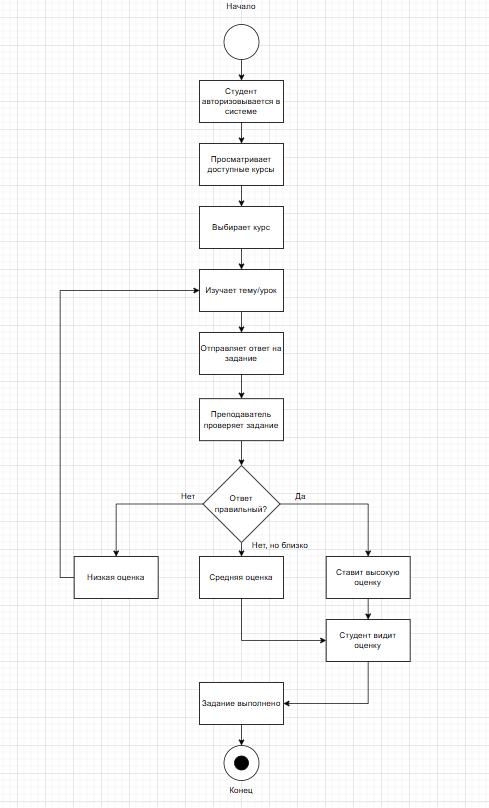 Начало
Студент
авторизовывается в
системе
Просматривает
доступные курсы
Выбирает курс
Изучает тему/урок
Отправляет ответ на
задание
Преподаватель
проверяет задание
Ответ
правильный?
Нет
Да
Нет, но близко
Низкая оценка
Средняя оценка
Ставит высокую
оценку
Студент видит
оценку
Задание выполнено
Конец